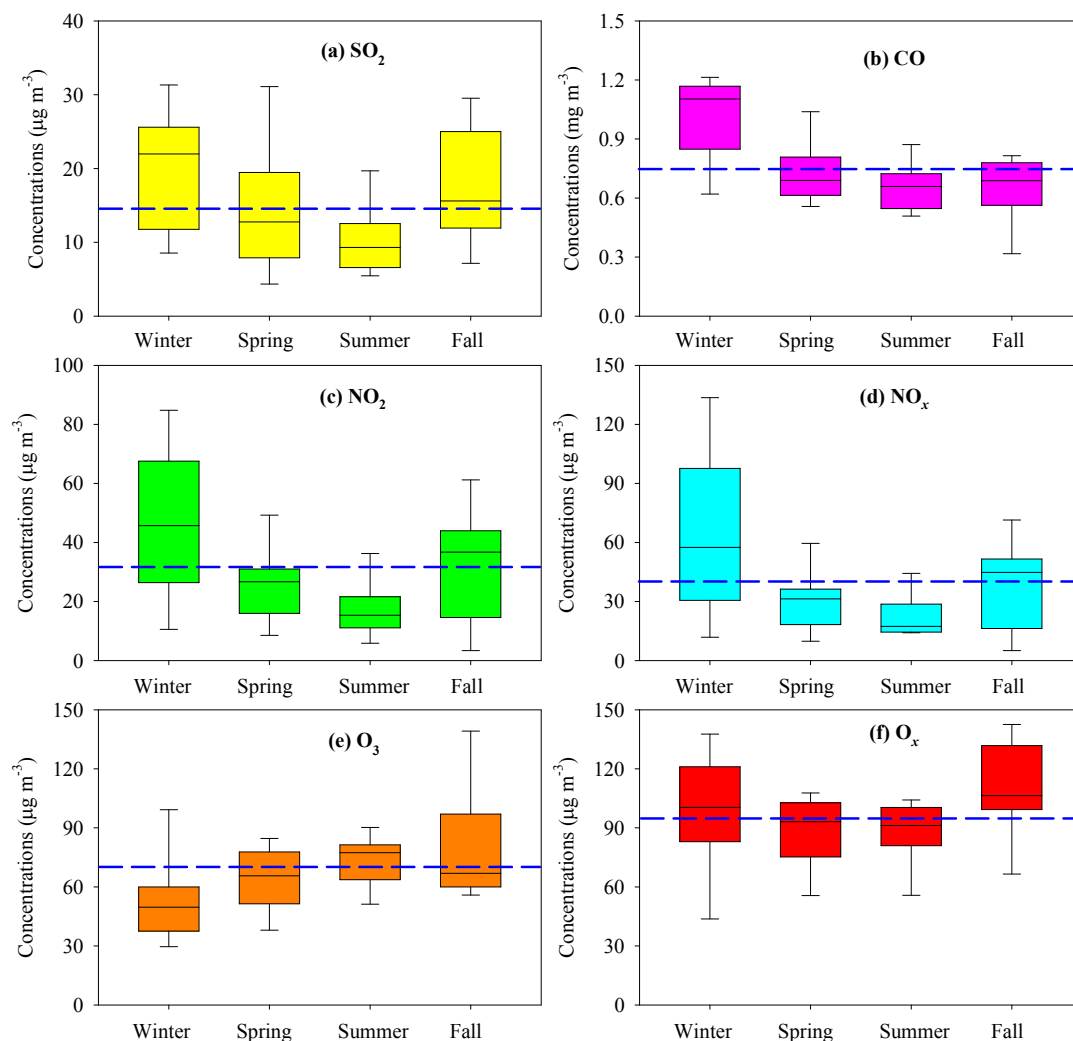 (a) SO₂
Concentrations (µg m⁻³)
40
30
20
10
0
Winter Spring Summer Fall
(b) CO
Concentrations (mg m⁻³)
1.5
1.2
0.9
0.6
0.3
0.0
Winter Spring Summer Fall
(c) NO₂
Concentrations (µg m⁻³)
100
80
60
40
20
0
Winter Spring Summer Fall
(d) NOₓ
Concentrations (µg m⁻³)
150
120
90
60
30
0
Winter Spring Summer Fall
(e) O₃
Concentrations (µg m⁻³)
150
120
90
60
30
0
Winter Spring Summer Fall
(f) Oₓ
Concentrations (µg m⁻³)
150
120
90
60
30
0
Winter Spring Summer Fall